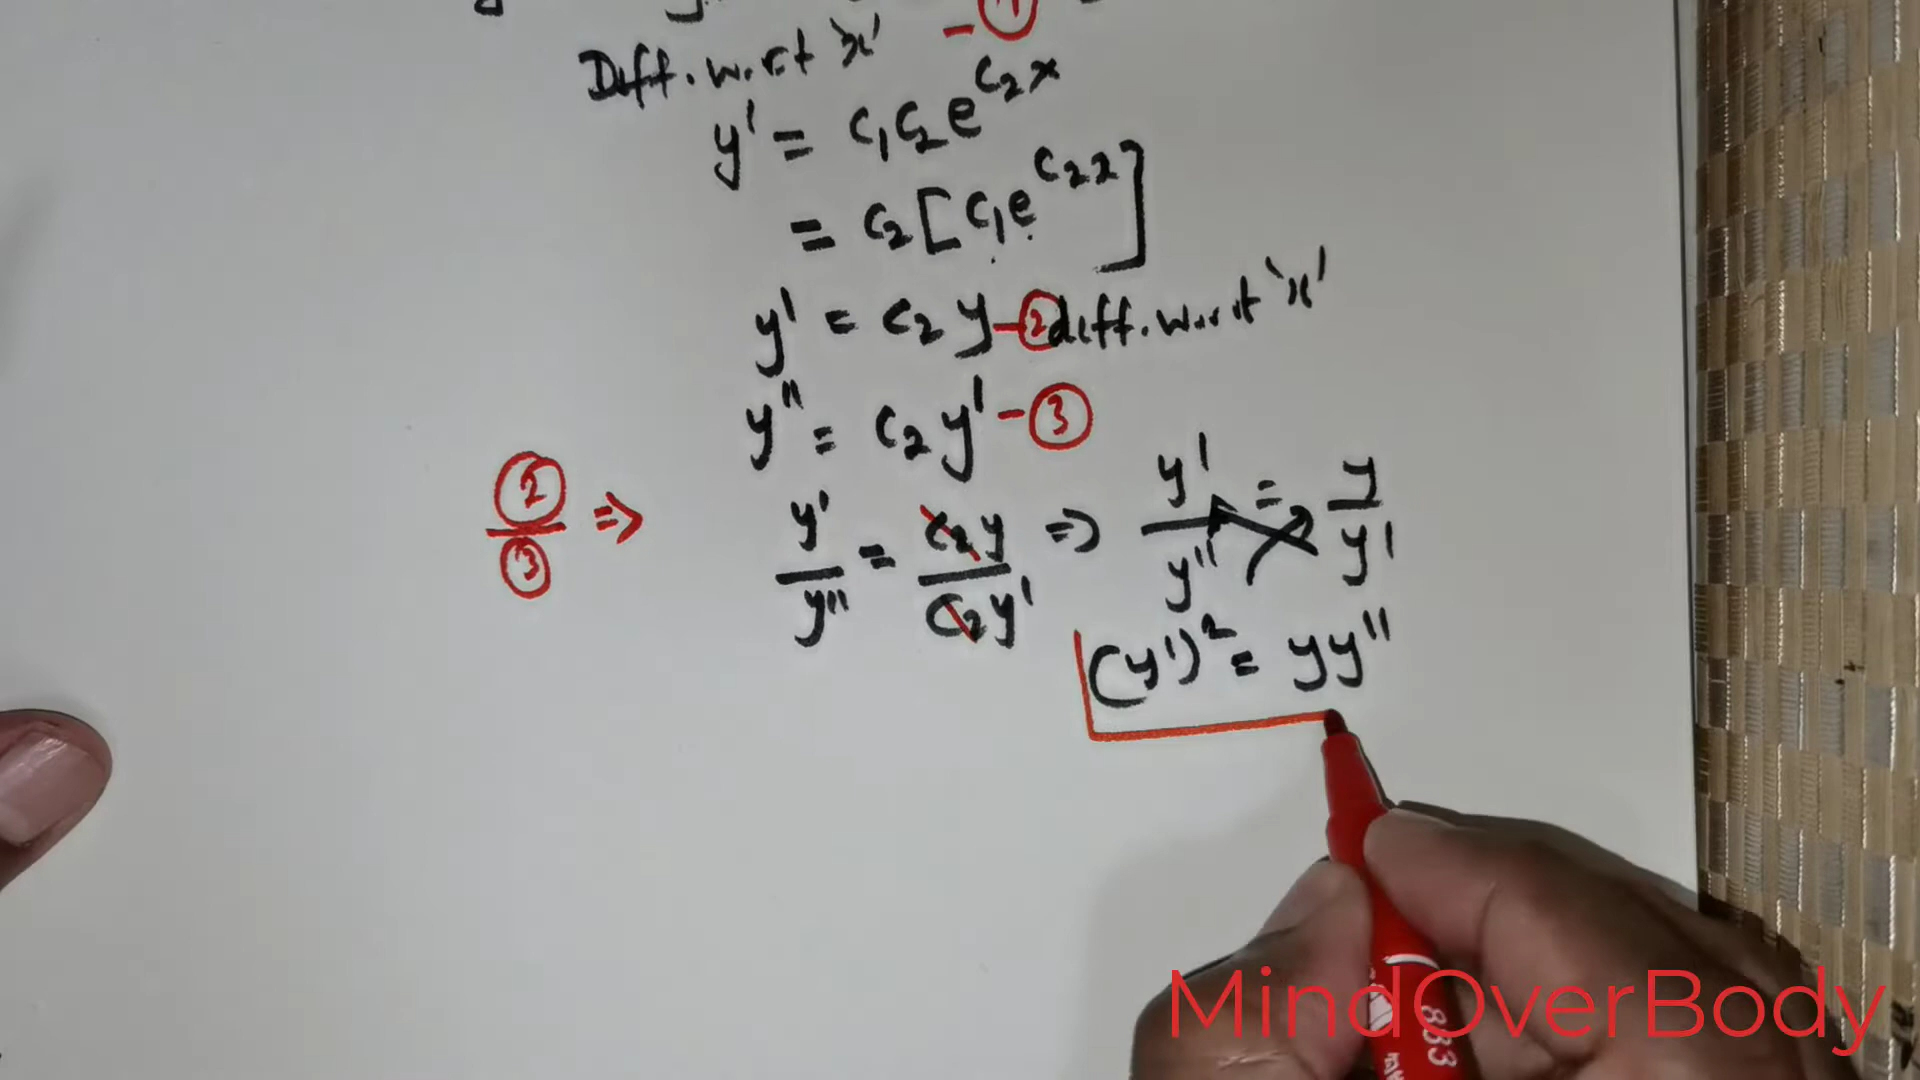 - 1
Diff. w.r.t 'x'
y' = c₁c₂e^c₂x
= c₂[c₁e^c₂x]
y' = c₂y - 2 diff. w.r.t 'x'
y'' = c₂y' - 3
2/3 ⇒ y'/y'' = c₂y/c₂y' ⇒ y'/y'' = y/y'
(y')² = yy''
MindOverBody
833